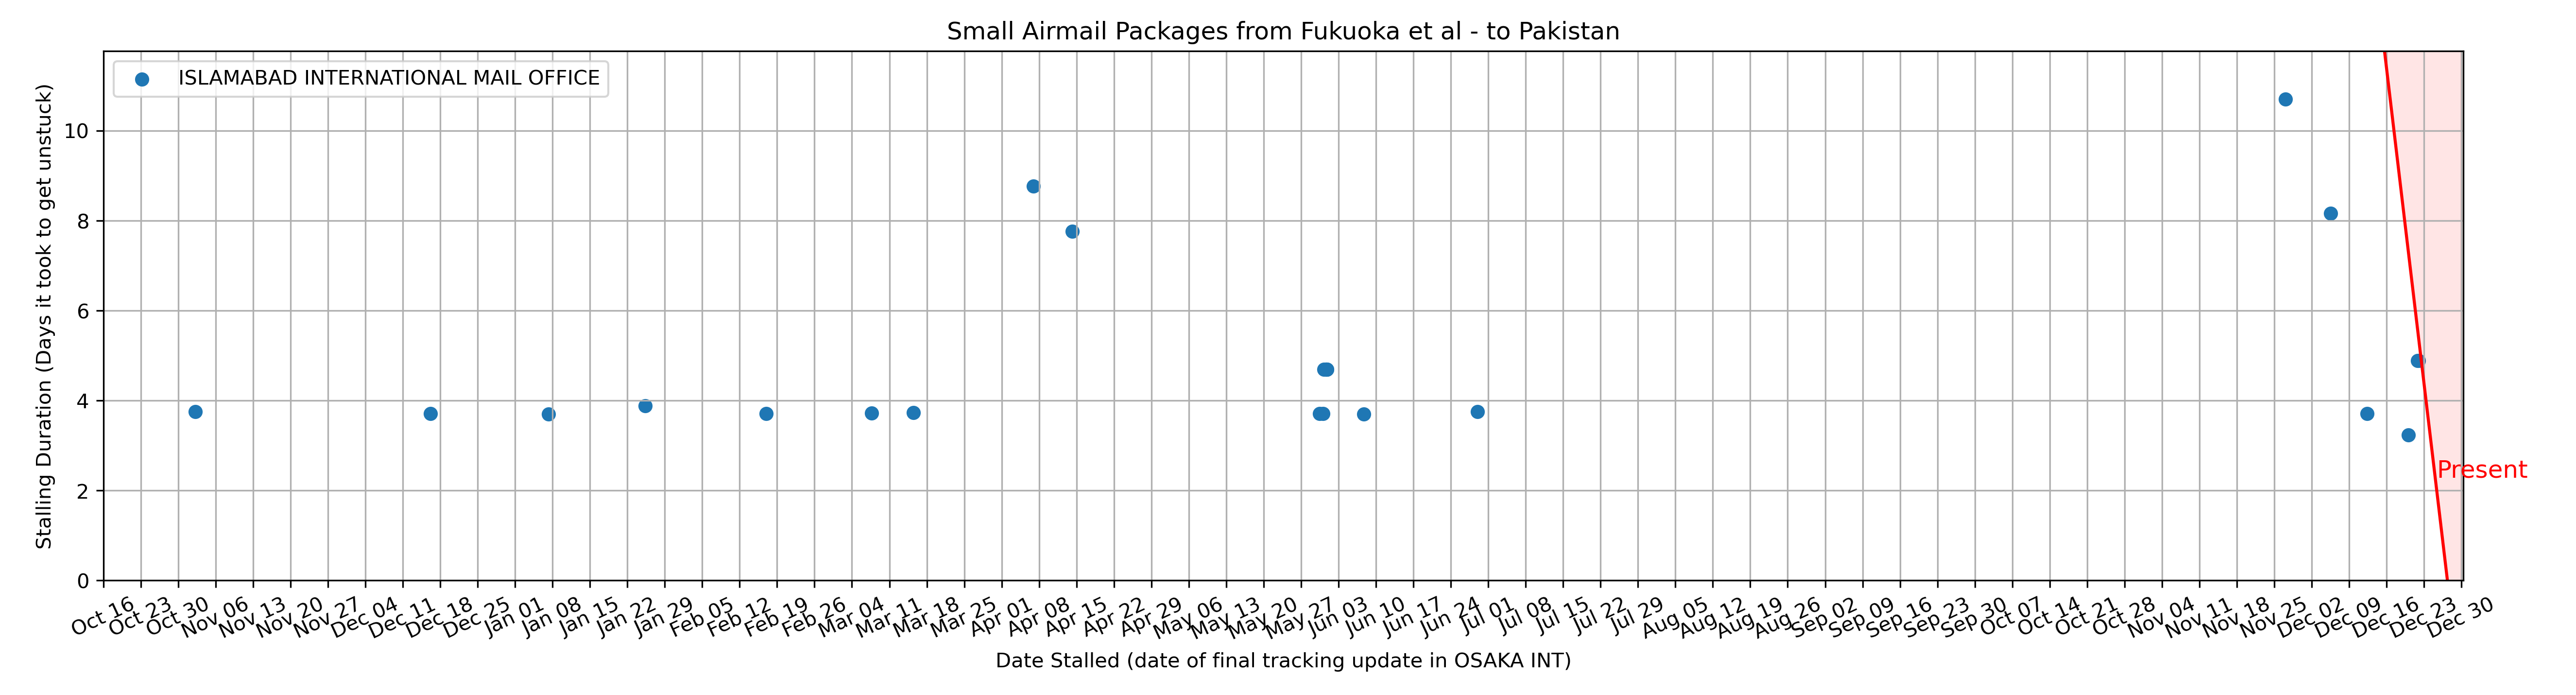 Small Airmail Packages from Fukuoka et al - to Pakistan
ISLAMABAD INTERNATIONAL MAIL OFFICE
Stalling Duration (Days it took to get unstuck)
10
8
6
4
2
0
Present
Oct 16
Oct 23
Oct 30
Nov 06
Nov 13
Nov 20
Nov 27
Dec 04
Dec 11
Dec 18
Dec 25
Jan 01
Jan 08
Jan 15
Jan 22
Jan 29
Feb 05
Feb 12
Feb 19
Feb 26
Mar 04
Mar 11
Mar 18
Mar 25
Apr 01
Apr 08
Apr 15
Apr 22
Apr 29
May 06
May 13
May 20
May 27
Jun 03
Jun 10
Jun 17
Jun 24
Jul 01
Jul 08
Jul 15
Jul 22
Jul 29
Aug 05
Aug 12
Aug 19
Aug 26
Sep 02
Sep 09
Sep 16
Sep 23
Sep 30
Oct 07
Oct 14
Oct 21
Oct 28
Nov 04
Nov 11
Nov 18
Nov 25
Dec 02
Dec 09
Dec 16
Dec 23
Dec 30
Date Stalled (date of final tracking update in OSAKA INT)